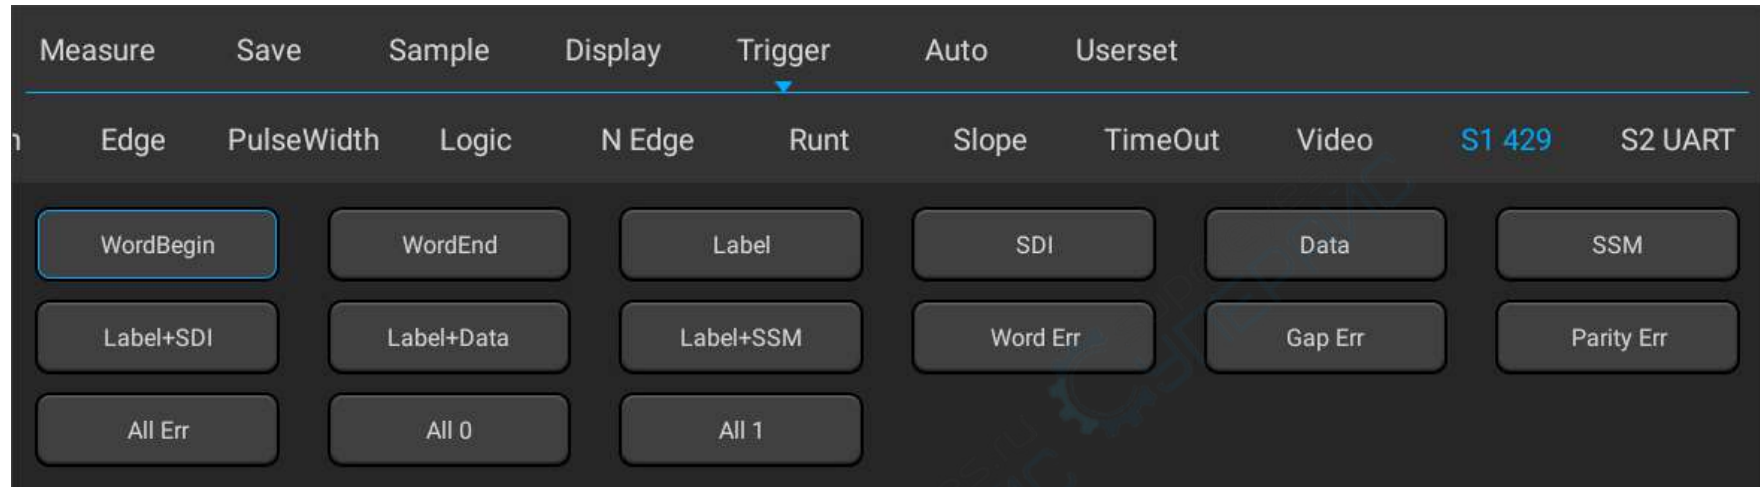 Measure Save Sample Display Trigger Auto Userset
Edge PulseWidth Logic N Edge Runt Slope TimeOut Video S1 429 S2 UART
WordBegin WordEnd Label SDI Data SSM
Label+SDI Label+Data Label+SSM Word Err Gap Err Parity Err
All Err All 0 All 1